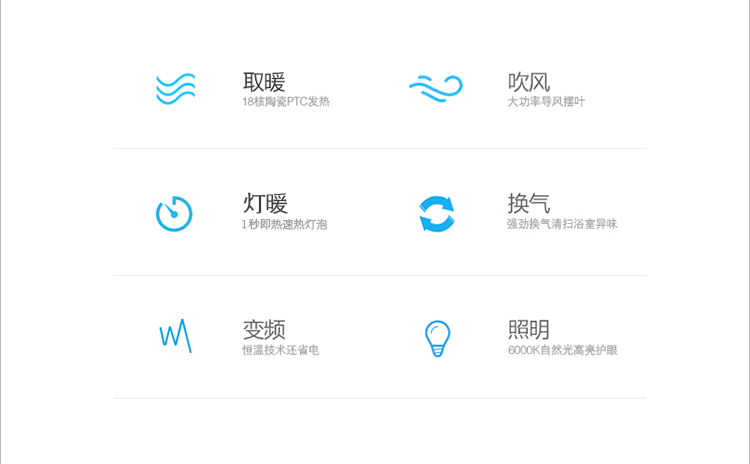 取暖
18核陶瓷PTC发热
吹风
大功率导风摆叶
灯暖
1秒即热速热灯泡
换气
强劲换气清扫浴室异味
变频
恒温技术还省电
照明
6000K自然光高亮护眼